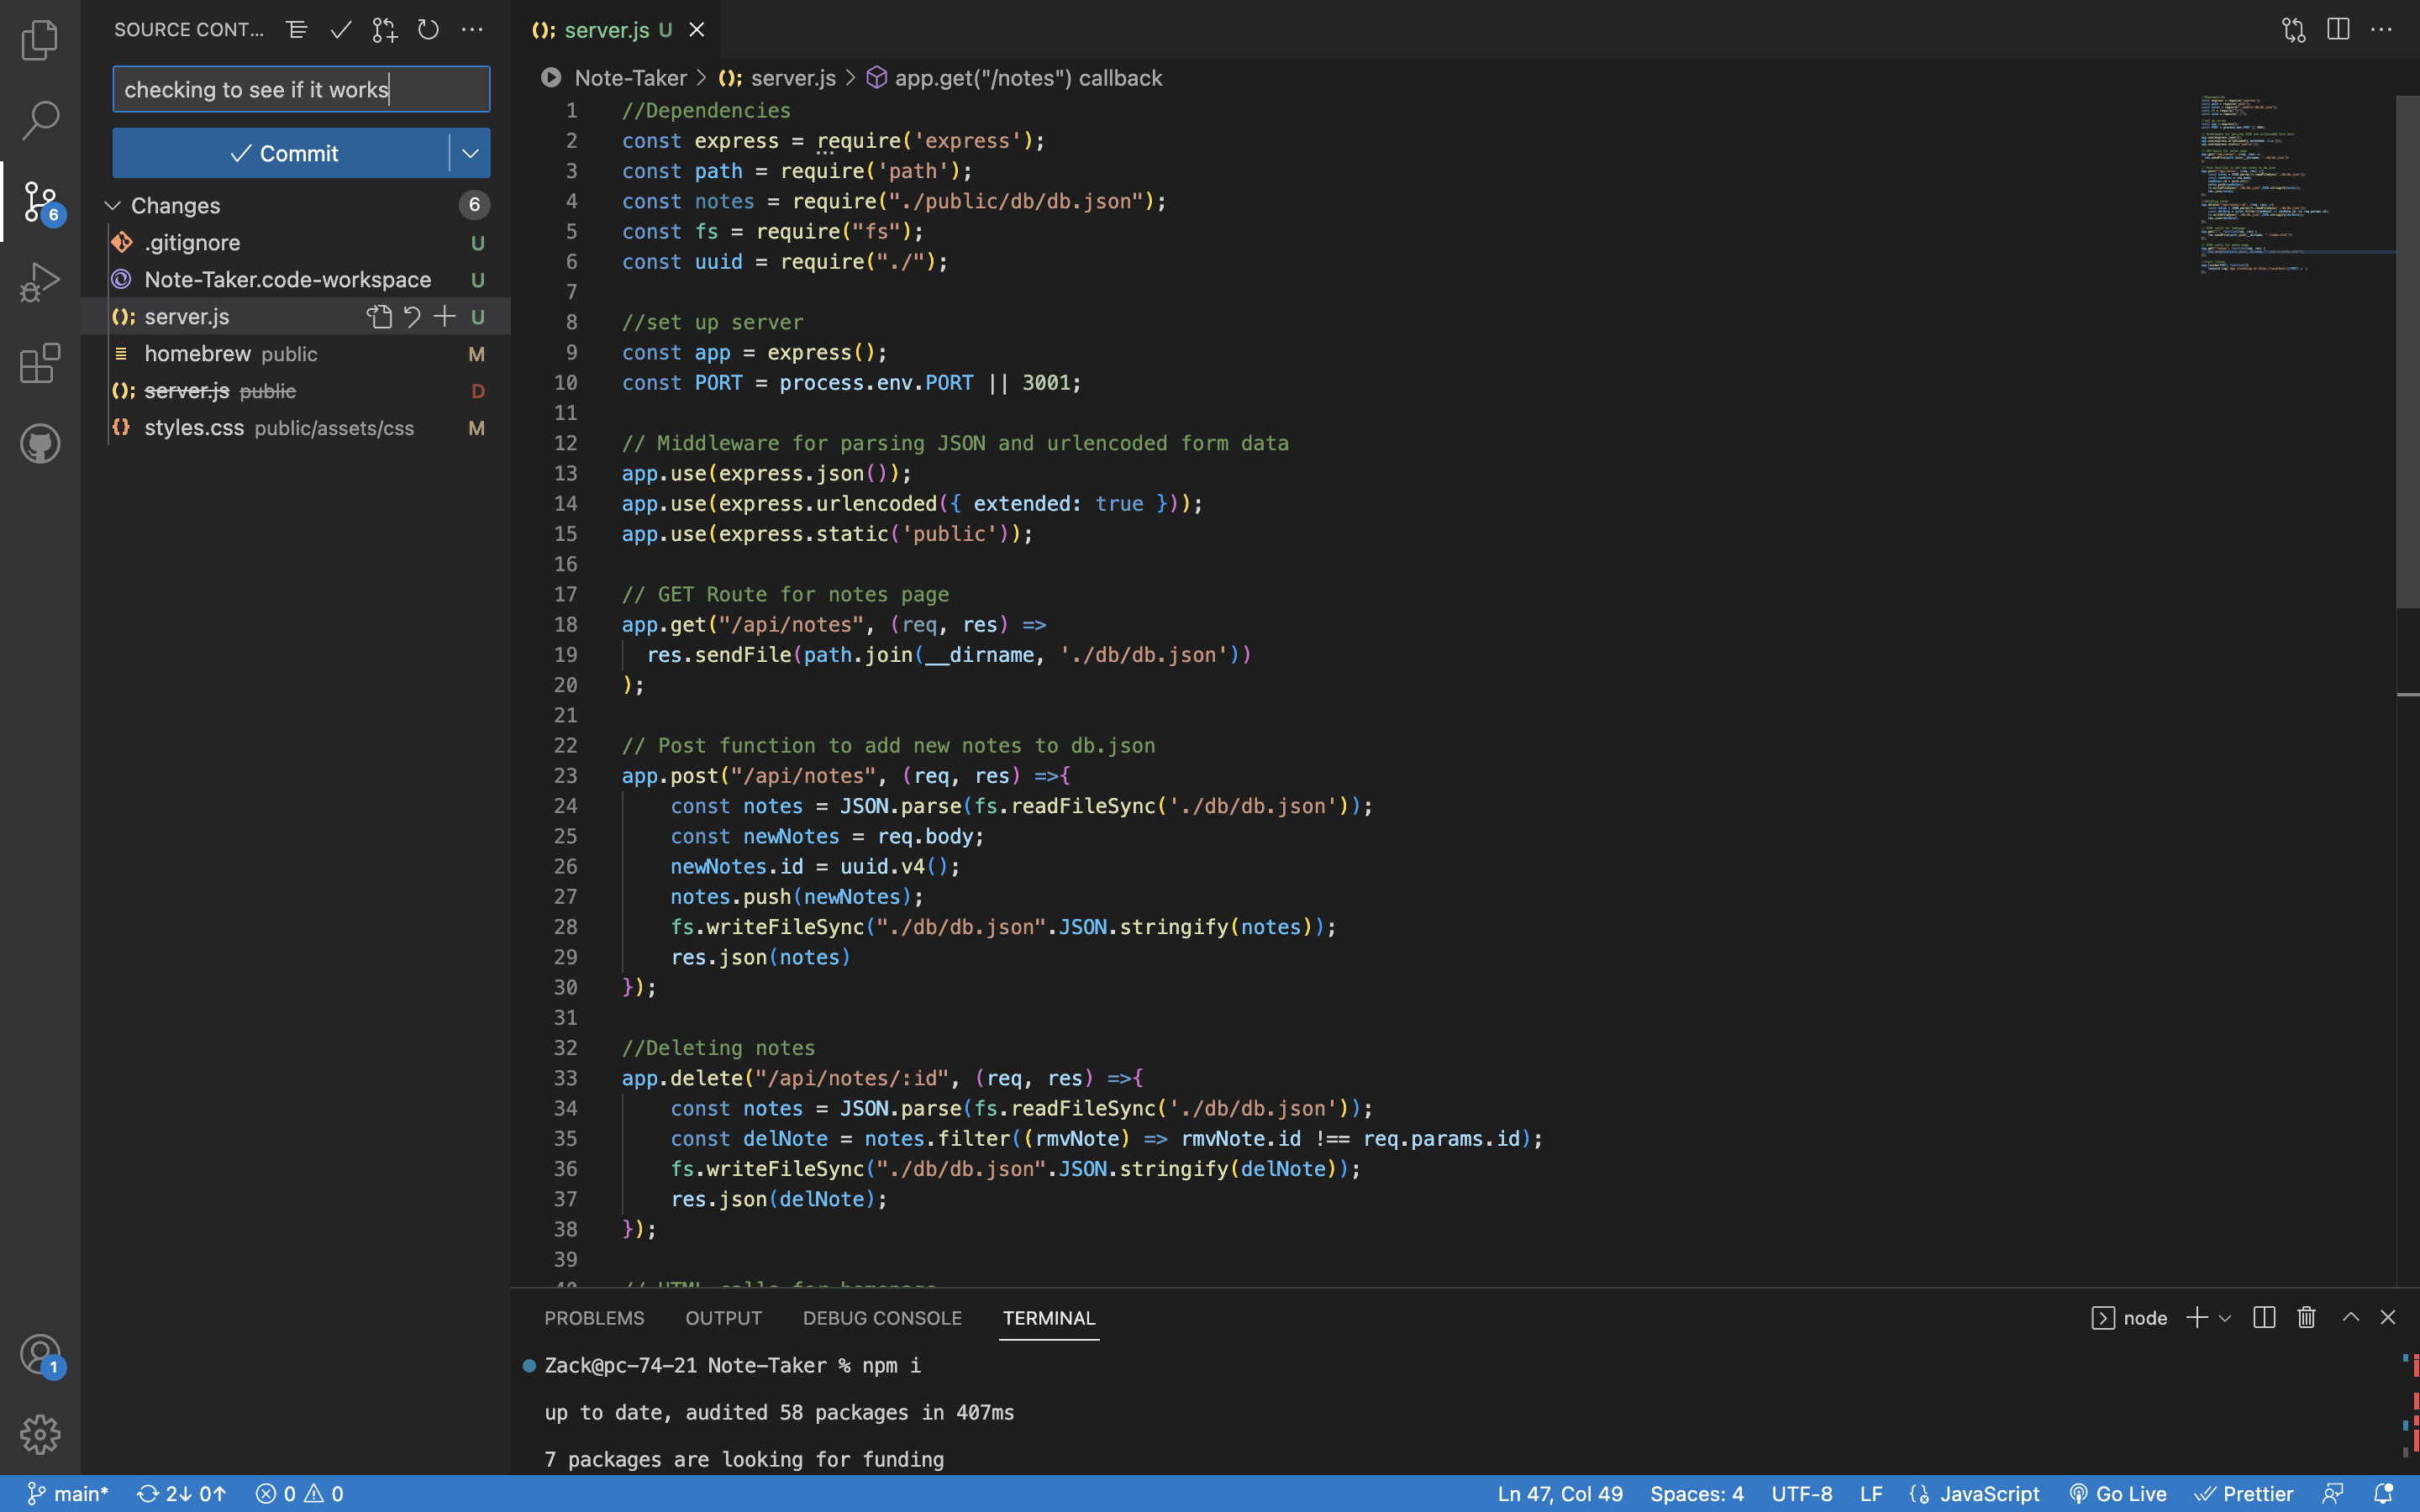 SOURCE CONT...
checking to see if it works
Commit
Changes 6
.gitignore U
Note-Taker.code-workspace U
server.js U
homebrew public M
server.js public D
styles.css public/assets/css M
6
1
server.js U
Note-Taker > server.js > app.get("/notes") callback
1 //Dependencies
2 const express = require('express');
3 const path = require('path');
4 const notes = require("./public/db/db.json");
5 const fs = require("fs");
6 const uuid = require("./");
7
8 //set up server
9 const app = express();
10 const PORT = process.env.PORT || 3001;
11
12 // Middleware for parsing JSON and urlencoded form data
13 app.use(express.json());
14 app.use(express.urlencoded({ extended: true }));
15 app.use(express.static('public'));
16
17 // GET Route for notes page
18 app.get("/api/notes", (req, res) =>
19   res.sendFile(path.join(__dirname, './db/db.json'))
20 );
21
22 // Post function to add new notes to db.json
23 app.post("/api/notes", (req, res) =>{
24     const notes = JSON.parse(fs.readFileSync('./db/db.json'));
25     const newNotes = req.body;
26     newNotes.id = uuid.v4();
27     notes.push(newNotes);
28     fs.writeFileSync("./db/db.json".JSON.stringify(notes));
29     res.json(notes)
30 });
31
32 //Deleting notes
33 app.delete("/api/notes/:id", (req, res) =>{
34     const notes = JSON.parse(fs.readFileSync('./db/db.json'));
35     const delNote = notes.filter((rmvNote) => rmvNote.id !== req.params.id);
36     fs.writeFileSync("./db/db.json".JSON.stringify(delNote));
37     res.json(delNote);
38 });
39
40 // HTML calls for homepage
PROBLEMS OUTPUT DEBUG CONSOLE TERMINAL node
Zack@pc-74-21 Note-Taker % npm i
up to date, audited 58 packages in 407ms
7 packages are looking for funding
main* 2↓ 0↑ 0 0 Ln 47, Col 49 Spaces: 4 UTF-8 LF JavaScript Go Live Prettier